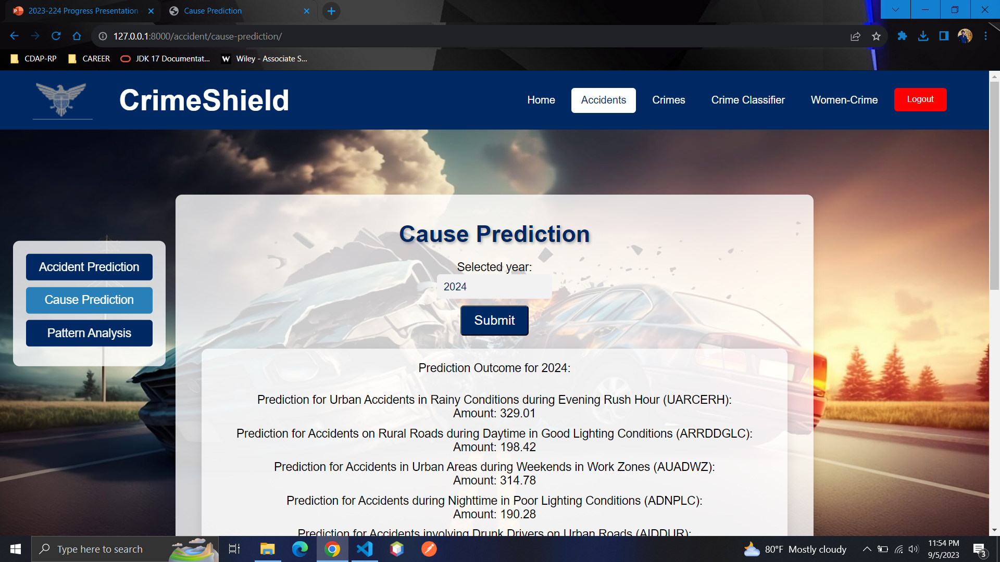 2023-224 Progress Presentation
Cause Prediction
127.0.0.1:8000/accident/cause-prediction/
CDAP-RP
CAREER
JDK 17 Documentat...
W
Wiley - Associate S...
CrimeShield
Home
Accidents
Crimes
Crime Classifier
Women-Crime
Logout
Accident Prediction
Cause Prediction
Pattern Analysis
Cause Prediction
Selected year:
2024
Submit
Prediction Outcome for 2024:
Prediction for Urban Accidents in Rainy Conditions during Evening Rush Hour (UARCERH):
Amount: 329.01
Prediction for Accidents on Rural Roads during Daytime in Good Lighting Conditions (ARRDDGLC):
Amount: 198.42
Prediction for Accidents in Urban Areas during Weekends in Work Zones (AUADWZ):
Amount: 314.78
Prediction for Accidents during Nighttime in Poor Lighting Conditions (ADNPLC):
Amount: 190.28
Prediction for Accidents involving Drunk Drivers on Urban Roads (AIDDUR):
Type here to search
80°F Mostly cloudy
11:54 PM
9/5/2023
3